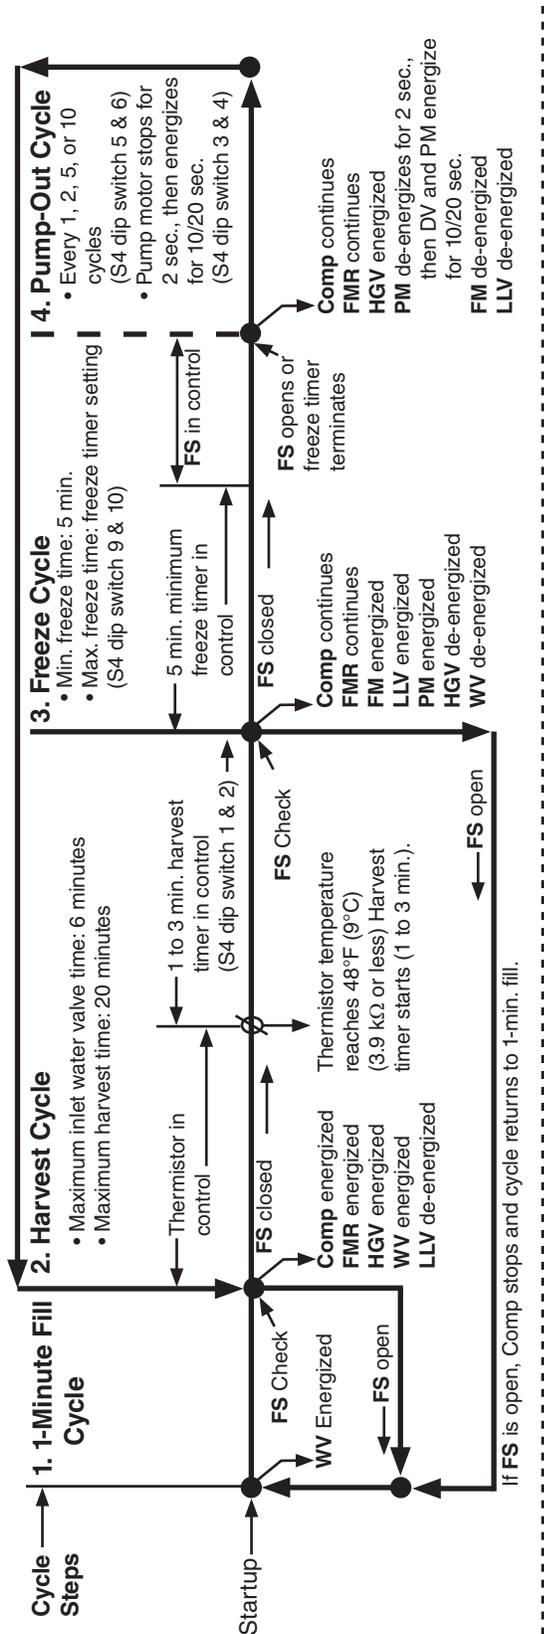 Cycle
Steps
1. 1-Minute Fill
Cycle
2. Harvest Cycle
• Maximum inlet water valve time: 6 minutes
• Maximum harvest time: 20 minutes
3. Freeze Cycle
• Min. freeze time: 5 min.
• Max. freeze time: freeze timer setting
(S4 dip switch 9 & 10)
4. Pump-Out Cycle
• Every 1, 2, 5, or 10
cycles
(S4 dip switch 5 & 6)
• Pump motor stops for
2 sec., then energizes
for 10/20 sec.
(S4 dip switch 3 & 4)
Thermistor in
control
1 to 3 min. harvest
timer in control
(S4 dip switch 1 & 2)
5 min. minimum
freeze timer in
control
FS in control
Startup
FS Check
FS closed
FS Check
FS closed
FS opens or
freeze timer
terminates
WV Energized
FS open
Comp energized
FMR energized
HGV energized
WV energized
LLV de-energized
Thermistor temperature
reaches 48°F (9°C)
(3.9 kΩ or less) Harvest
timer starts (1 to 3 min.).
Comp continues
FMR continues
FM energized
LLV energized
PM energized
HGV de-energized
WV de-energized
Comp continues
FMR continues
HGV energized
PM de-energizes for 2 sec.,
then DV and PM energize
for 10/20 sec.
FM de-energized
LLV de-energized
FS open
If FS is open, Comp stops and cycle returns to 1-min. fill.